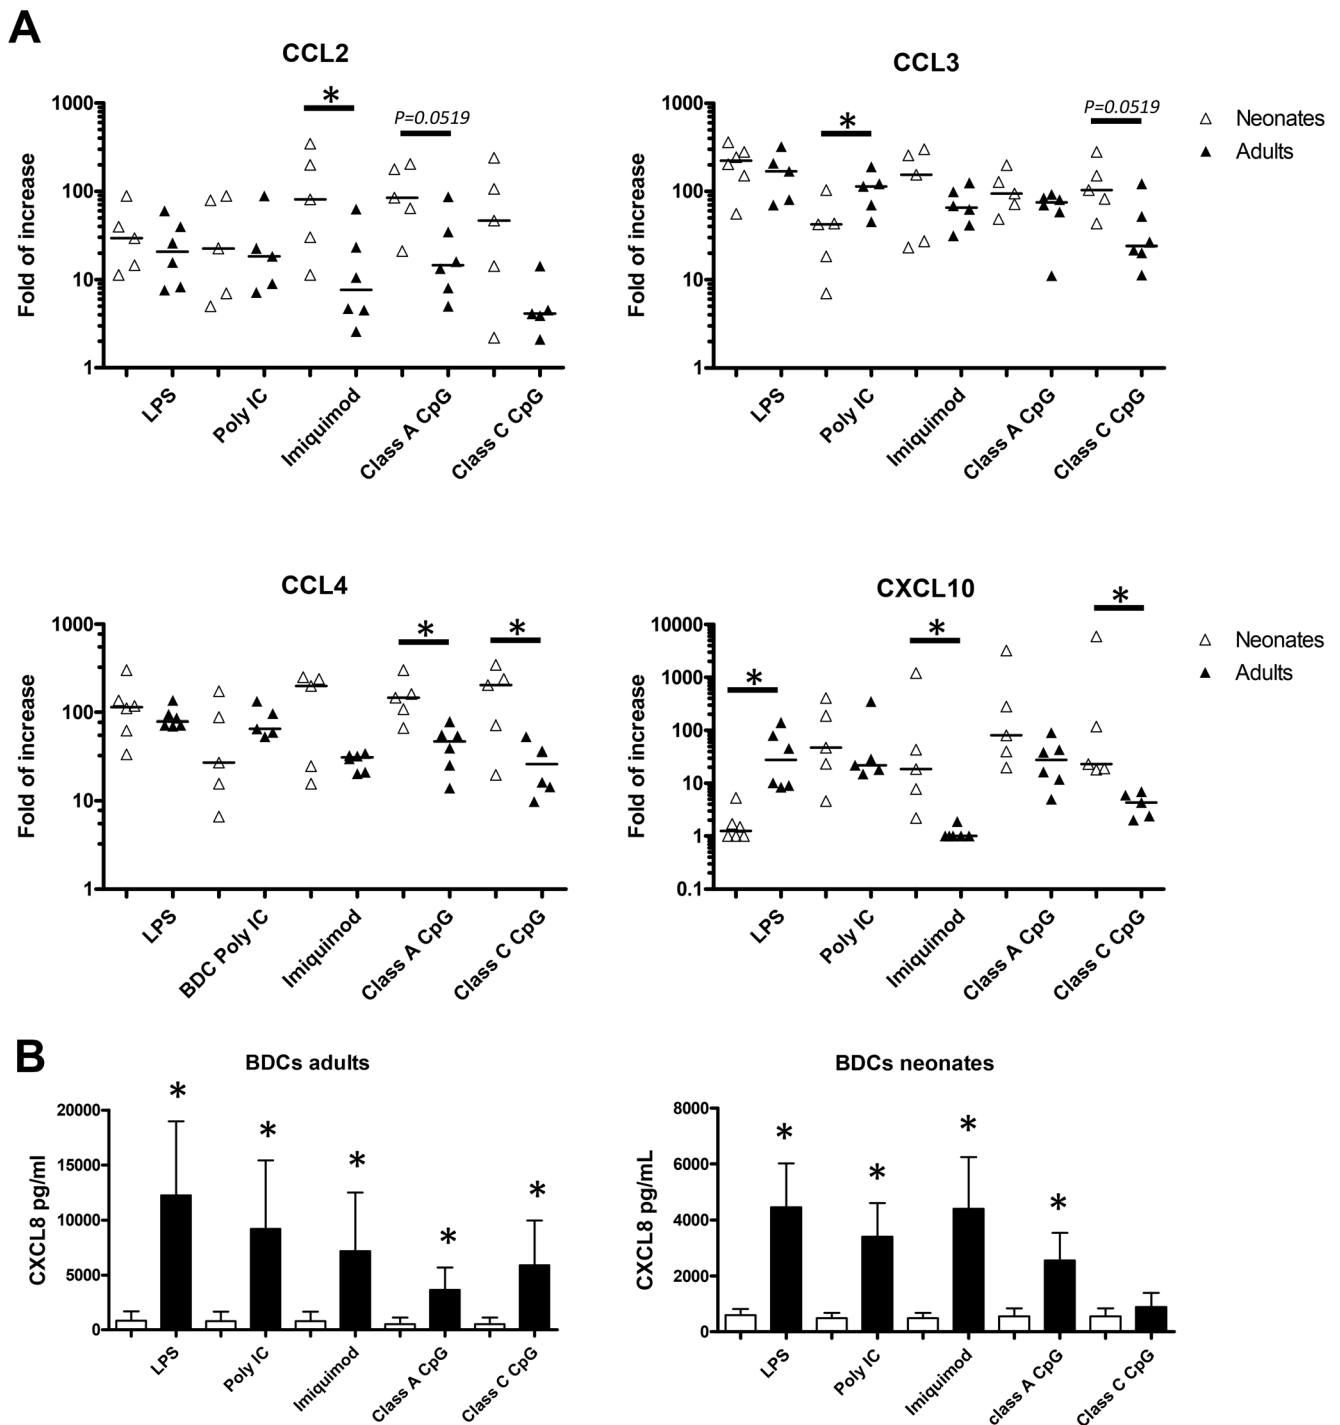 A
CCL2
Fold of increase
1000
100
10
1
*
P=0.0519
LPS
Poly IC
Imiquimod
Class A CpG
Class C CpG
CCL3
Fold of increase
1000
100
10
1
*
P=0.0519
LPS
Poly IC
Imiquimod
Class A CpG
Class C CpG
Neonates
Adults
CCL4
Fold of increase
1000
100
10
1
*
*
LPS
BDC Poly IC
Imiquimod
Class A CpG
Class C CpG
CXCL10
Fold of increase
10000
1000
100
10
1
0.1
*
*
*
LPS
Poly IC
Imiquimod
Class A CpG
Class C CpG
Neonates
Adults
B
BDCs adults
CXCL8 pg/ml
20000
15000
10000
5000
0
*
*
*
*
*
LPS
Poly IC
Imiquimod
Class A CpG
Class C CpG
BDCs neonates
CXCL8 pg/mL
8000
6000
4000
2000
0
*
*
*
*
LPS
Poly IC
Imiquimod
class A CpG
Class C CpG